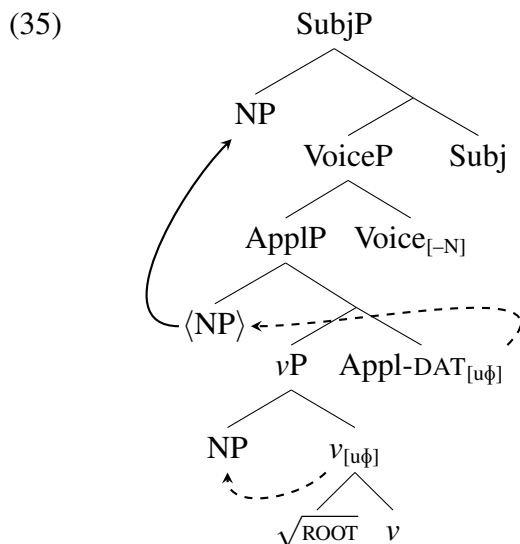 (35) SubjP
NP
VoiceP Subj
ApplP Voice[–N]
⟨NP⟩
vP Appl-DAT[uϕ]
NP v[uϕ]
√ROOT v